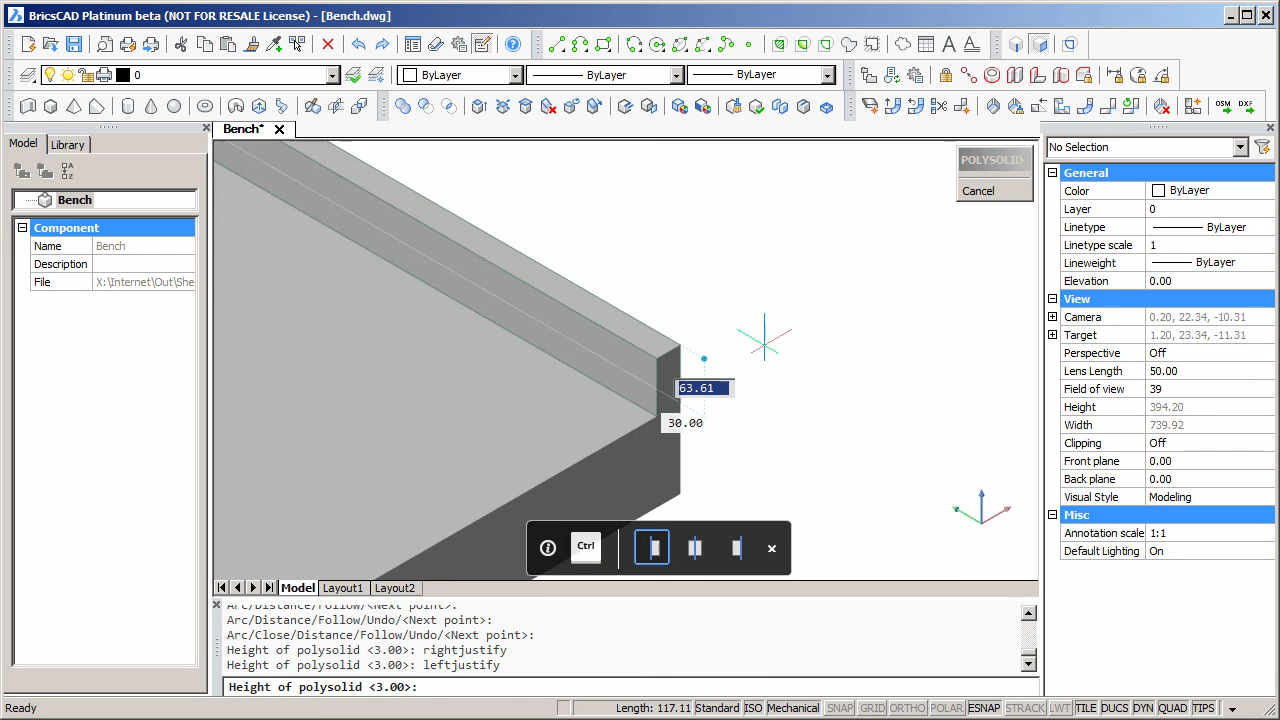 BricsCAD Platinum beta (NOT FOR RESALE License) - [Bench.dwg]
0
ByLayer
ByLayer
ByLayer
OSM
DXF
Bench*
Model
Library
Bench
Component
Name
Bench
Description
File
X:\Internet\Out\She
POLYSOLID
Cancel
63.61
30.00
Ctrl
No Selection
General
Color
ByLayer
Layer
0
Linetype
ByLayer
Linetype scale
1
Lineweight
ByLayer
Elevation
0.00
View
Camera
0.20, 22.34, -10.31
Target
1.20, 23.34, -11.31
Perspective
Off
Lens Length
50.00
Field of view
39
Height
394.20
Width
739.92
Clipping
Off
Front plane
0.00
Back plane
0.00
Visual Style
Modeling
Misc
Annotation scale
1:1
Default Lighting
On
Model
Layout1
Layout2
Arc/Distance/Follow/Undo/<Next point>:
Arc/Distance/Follow/Undo/<Next point>:
Arc/Close/Distance/Follow/Undo/<Next point>:
Height of polysolid <3.00>: rightjustify
Height of polysolid <3.00>: leftjustify
Height of polysolid <3.00>:
Ready
Length: 117.11
Standard
ISO
Mechanical
SNAP
GRID
ORTHO
POLAR
ESNAP
STRACK
LWT
TILE
DUCS
DYN
QUAD
TIPS